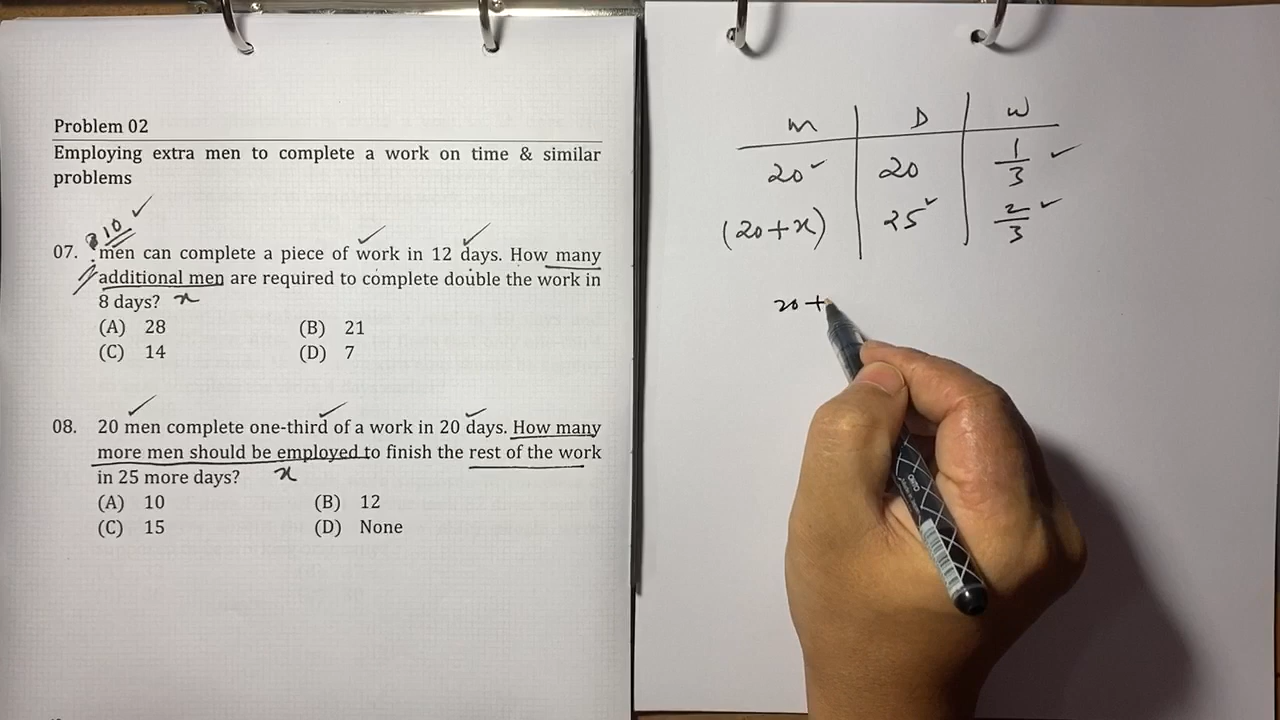 Problem 02
Employing extra men to complete a work on time & similar
problems
10
07. men can complete a piece of work in 12 days. How many
additional men are required to complete double the work in
8 days? x
(A) 28 (B) 21
(C) 14 (D) 7
08. 20 men complete one-third of a work in 20 days. How many
more men should be employed to finish the rest of the work
in 25 more days? x
(A) 10 (B) 12
(C) 15 (D) None
M D W
20 20 1/3
(20+x) 25 2/3
20 +